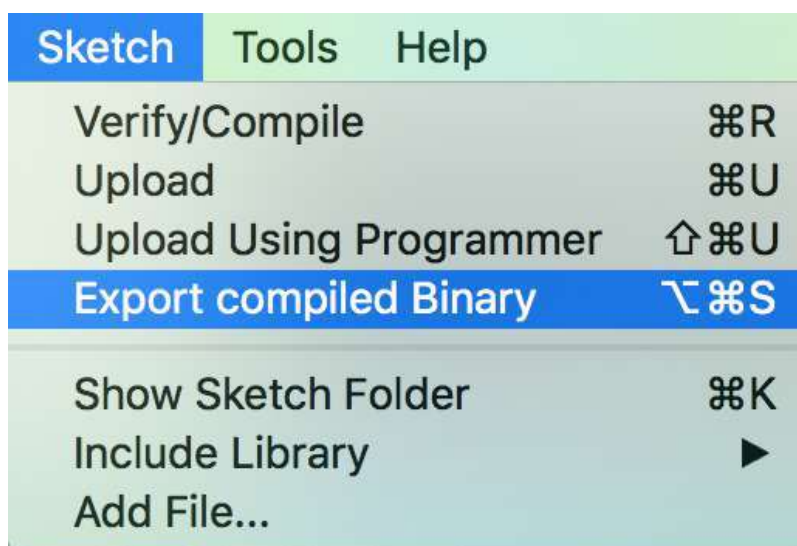 Sketch Tools Help
Verify/Compile ⌘R
Upload ⌘U
Upload Using Programmer ⇧⌘U
Export compiled Binary ⌥⌘S
Show Sketch Folder ⌘K
Include Library ▶
Add File...